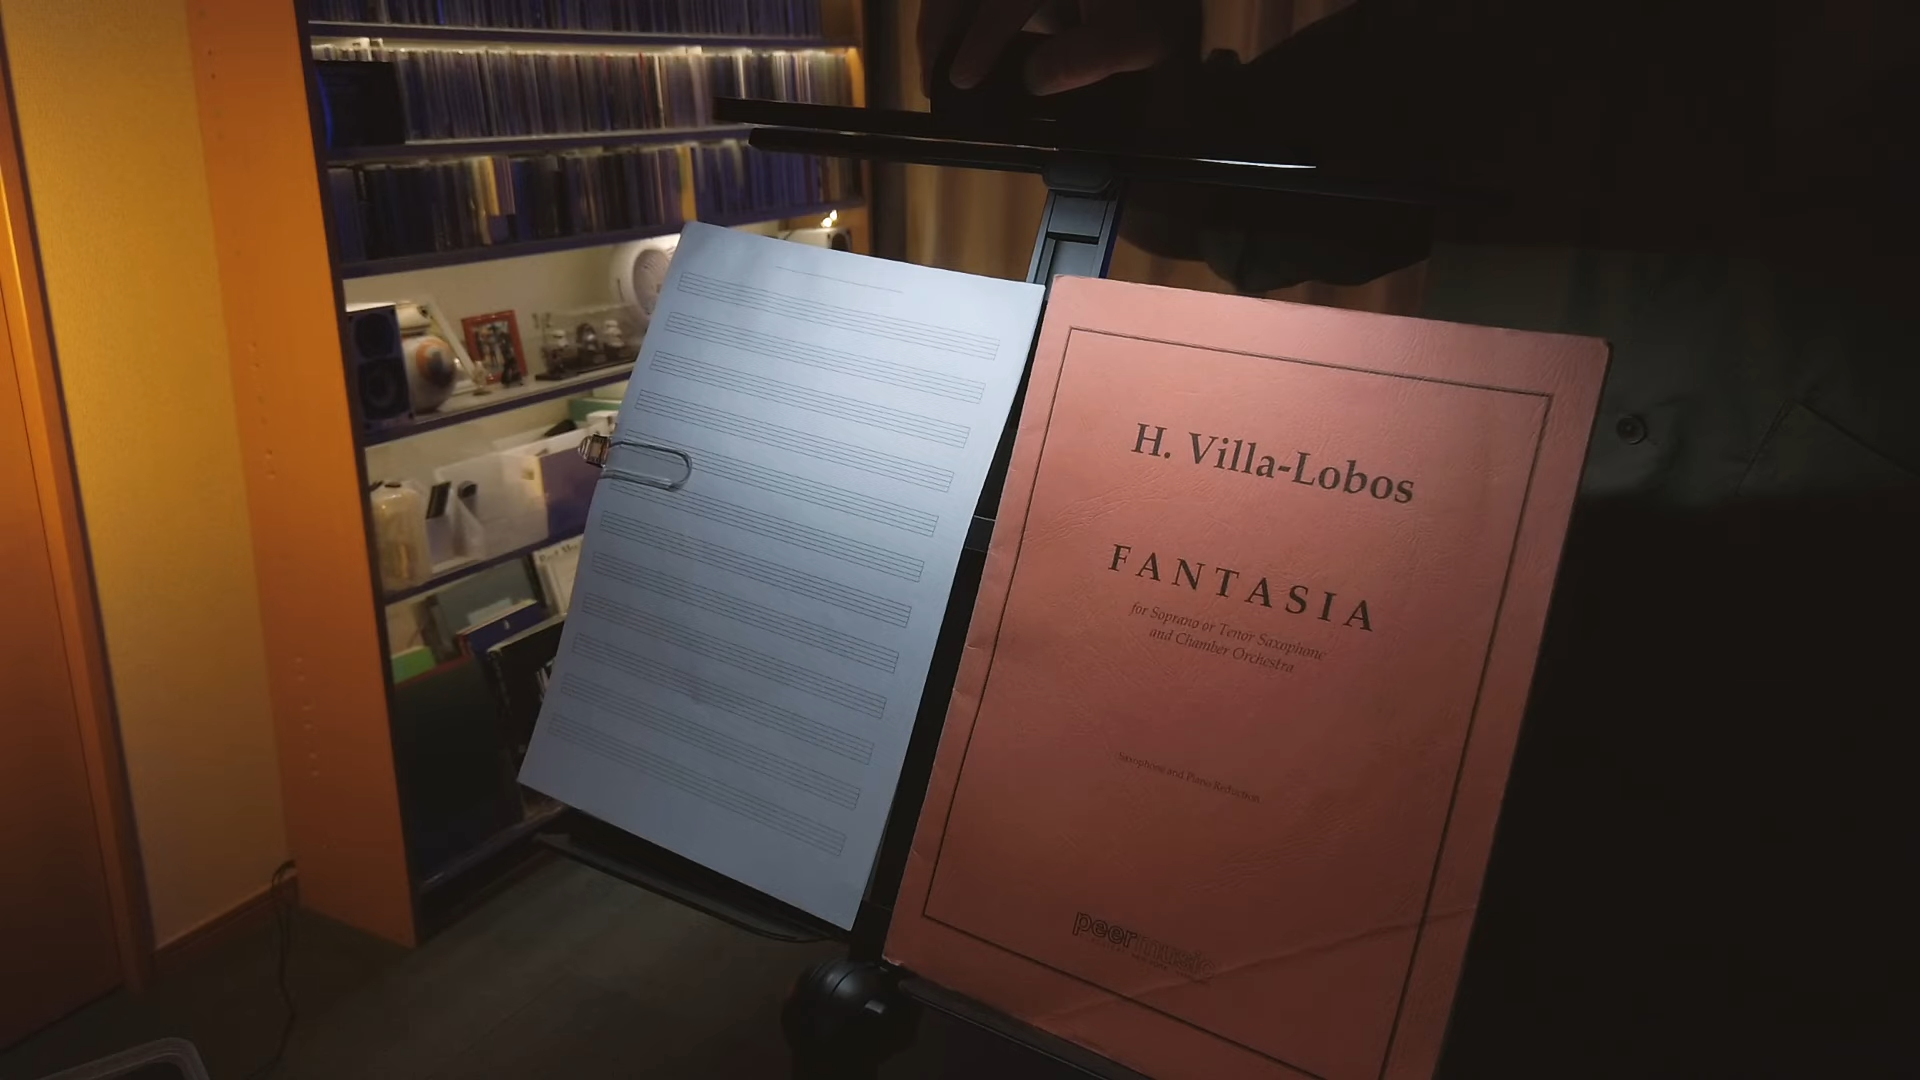 H. Villa-Lobos
FANTASIA
for Soprano or Tenor Saxophone
and Chamber Orchestra
Saxophone and Piano Reduction
peermusic